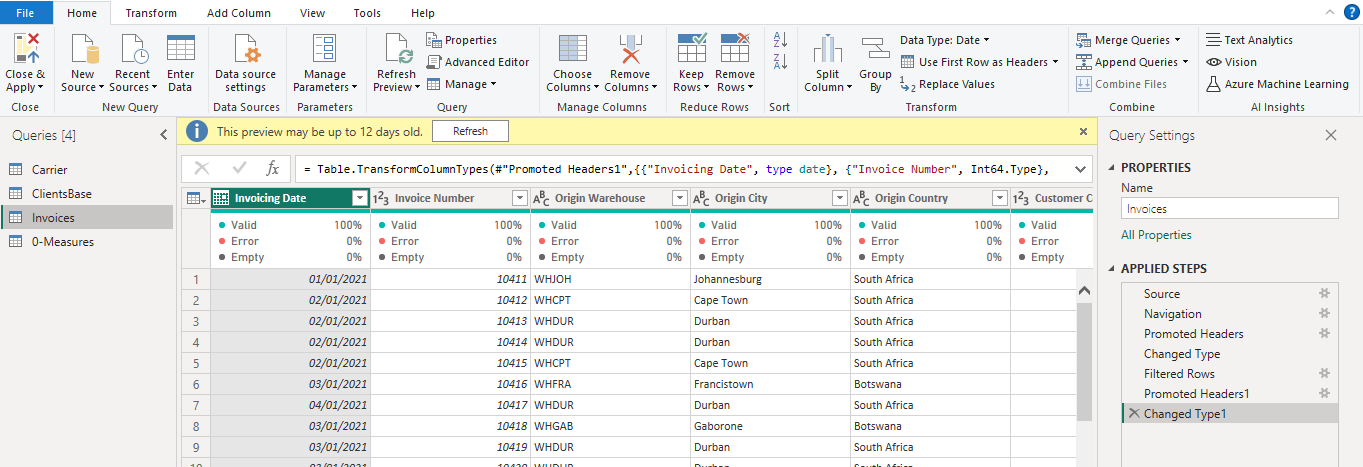 File Home Transform Add Column View Tools Help
Close & Apply New Source Recent Sources Enter Data Data source settings Manage Parameters Refresh Preview Properties Advanced Editor Manage Choose Columns Remove Columns Keep Rows Remove Rows Split Column Group By Data Type: Date Use First Row as Headers Replace Values Merge Queries Append Queries Combine Files Text Analytics Vision Azure Machine Learning
Close New Query Data Sources Parameters Query Manage Columns Reduce Rows Sort Transform Combine AI Insights
Queries [4]
Carrier
ClientsBase
Invoices
0-Measures
This preview may be up to 12 days old. Refresh
= Table.TransformColumnTypes(#"Promoted Headers1",{{"Invoicing Date", type date}, {"Invoice Number", Int64.Type},
Invoicing Date 123 Invoice Number ABC Origin Warehouse ABC Origin City ABC Origin Country 123 Customer C
Valid 100% Valid 100% Valid 100% Valid 100% Valid 100% Valid
Error 0% Error 0% Error 0% Error 0% Error 0% Error
Empty 0% Empty 0% Empty 0% Empty 0% Empty 0% Empty
1 01/01/2021 10411 WHJOH Johannesburg South Africa
2 02/01/2021 10412 WHCPT Cape Town South Africa
3 02/01/2021 10413 WHDUR Durban South Africa
4 02/01/2021 10414 WHDUR Durban South Africa
5 02/01/2021 10415 WHCPT Cape Town South Africa
6 03/01/2021 10416 WHFRA Francistown Botswana
7 04/01/2021 10417 WHDUR Durban South Africa
8 03/01/2021 10418 WHGAB Gaborone Botswana
9 03/01/2021 10419 WHDUR Durban South Africa
Query Settings
PROPERTIES
Name
Invoices
All Properties
APPLIED STEPS
Source
Navigation
Promoted Headers
Changed Type
Filtered Rows
Promoted Headers1
Changed Type1